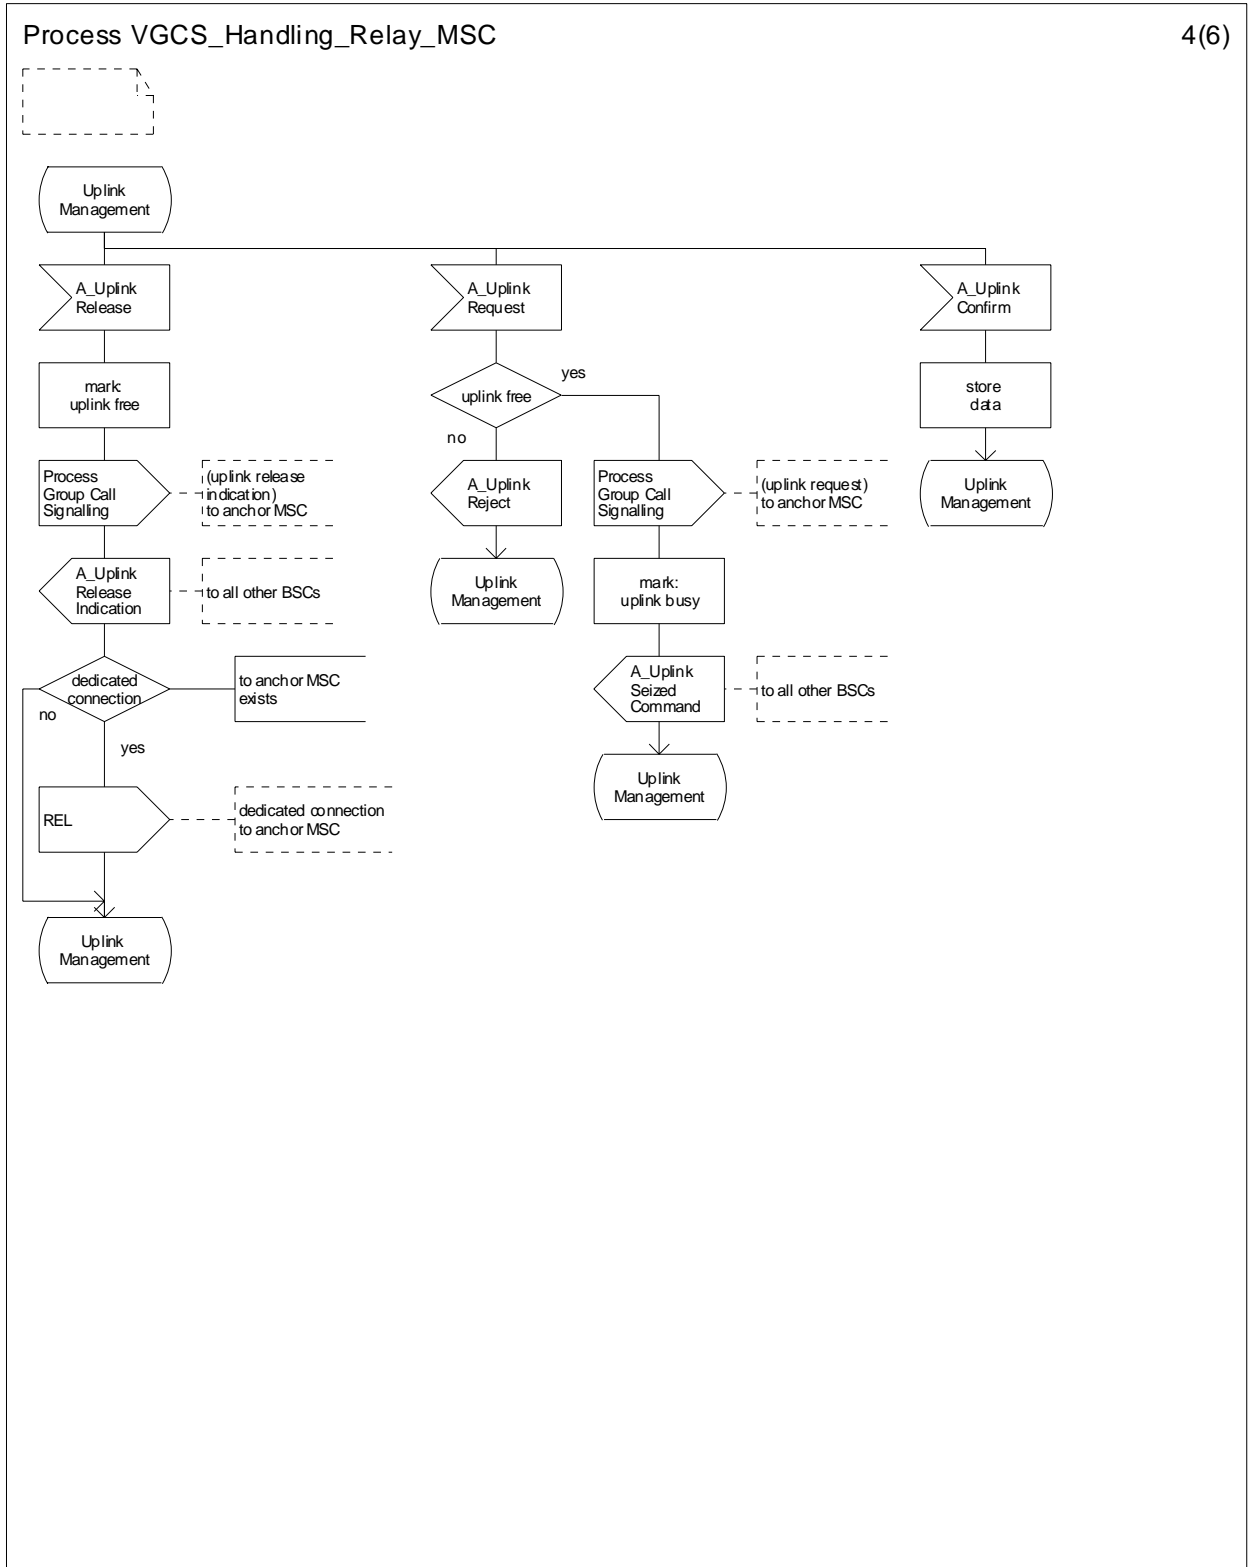 Process VGCS_Handling_Relay_MSC
4(6)
Uplink
Management
A_Uplink
Release
mark:
uplink free
Process
Group Call
Signalling
(uplink release
indication)
to anchor MSC
A_Uplink
Release
Indication
to all other BSCs
dedicated
connection
to anchor MSC
exists
no
yes
REL
dedicated connection
to anchor MSC
Uplink
Management
A_Uplink
Request
uplink free
yes
no
A_Uplink
Reject
Uplink
Management
Process
Group Call
Signalling
(uplink request)
to anchor MSC
mark:
uplink busy
A_Uplink
Seized
Command
to all other BSCs
Uplink
Management
A_Uplink
Confirm
store
data
Uplink
Management